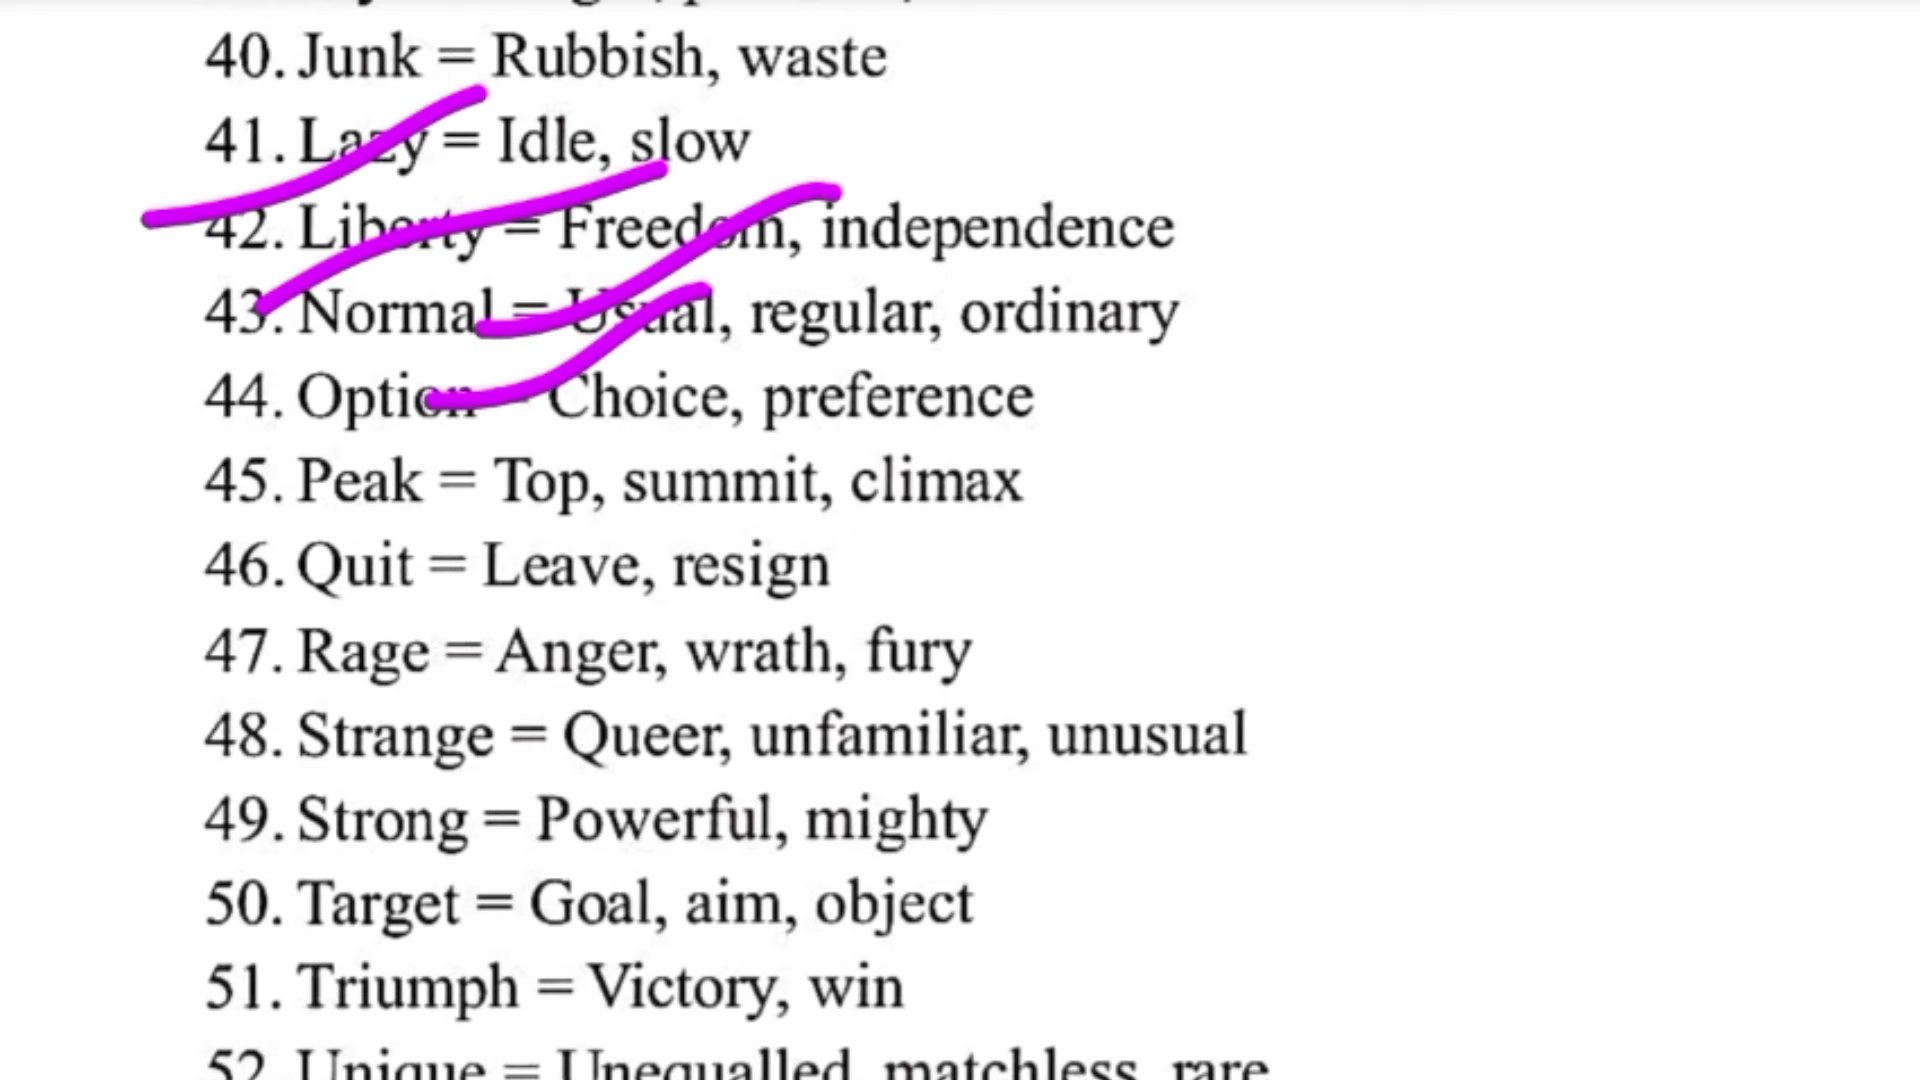 40. Junk = Rubbish, waste
41. Lazy = Idle, slow
42. Liberty = Freedom, independence
43. Normal = Usual, regular, ordinary
44. Option = Choice, preference
45. Peak = Top, summit, climax
46. Quit = Leave, resign
47. Rage = Anger, wrath, fury
48. Strange = Queer, unfamiliar, unusual
49. Strong = Powerful, mighty
50. Target = Goal, aim, object
51. Triumph = Victory, win
52. Unique = Unequalled, matchless, rare